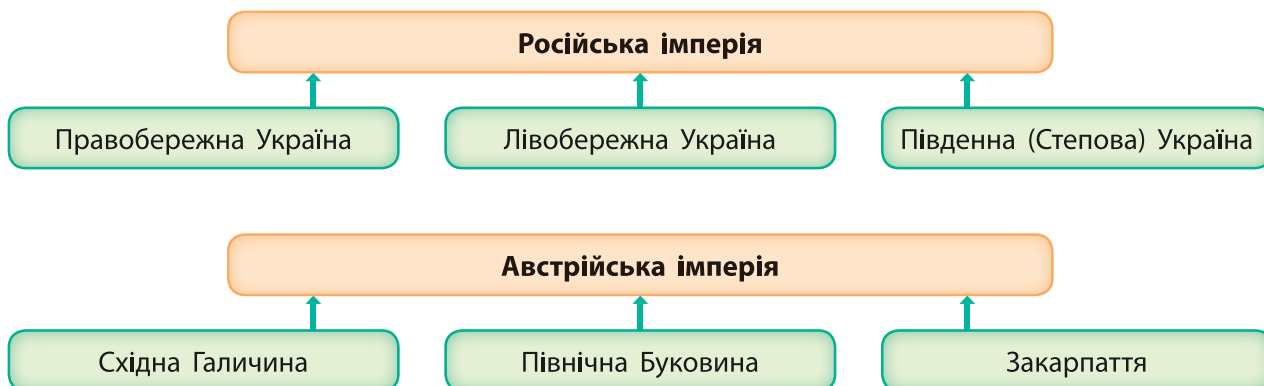 Російська імперія
Правобережна Україна
Лівобережна Україна
Південна (Степова) Україна
Австрійська імперія
Східна Галичина
Північна Буковина
Закарпаття